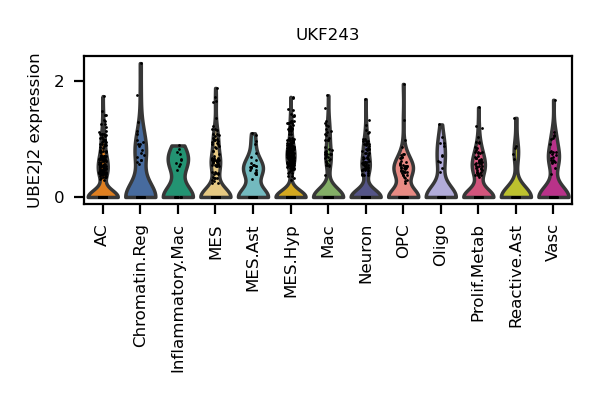 UKF243
UBE2J2 expression
2
0
AC
Chromatin.Reg
Inflammatory.Mac
MES
MES.Ast
MES.Hyp
Mac
Neuron
OPC
Oligo
Prolif.Metab
Reactive.Ast
Vasc